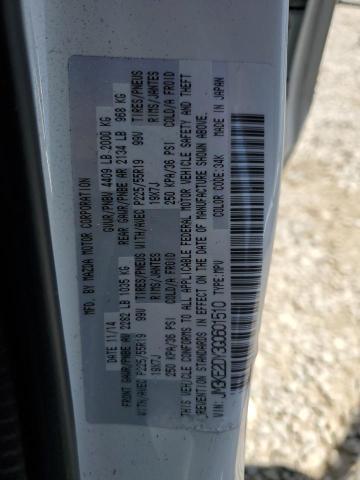 MFD. BY MAZDA MOTOR CORPORATION
DATE 11/14 GVWR/PNBV 4409 LB 2000 KG
FRONT GAWR/PNBE AV 2282 LB 1035 KG REAR GAWR/PNBE AR 2134 LB 968 KG
WITH/AVEC P225/55R19 99V TIRES/PNEUS WITH/AVEC P225/55R19 99V TIRES/PNEUS
19X7J RIMS/JANTES 19X7J RIMS/JANTES
250 KPA/36 PSI COLD/A FROID 250 KPA/36 PSI COLD/A FROID
THIS VEHICLE CONFORMS TO ALL APPLICABLE FEDERAL MOTOR VEHICLE SAFETY AND THEFT
PREVENTION STANDARDS IN EFFECT ON THE DATE OF MANUFACTURE SHOWN ABOVE.
COLOR CODE:34K MADE IN JAPAN
TYPE:MPV